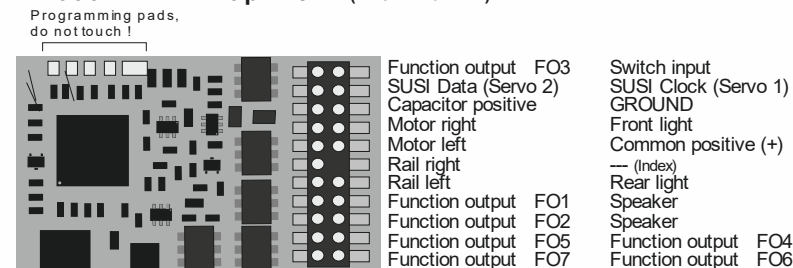 Programming pads,
do not touch !
Function output FO3 Switch input
SUSI Data (Servo 2) SUSI Clock (Servo 1)
Capacitor positive GROUND
Motor right Front light
Motor left Common positive (+)
Rail right --- (Index)
Rail left Rear light
Function output FO1 Speaker
Function output FO2 Speaker
Function output FO5 Function output FO4
Function output FO7 Function output FO6